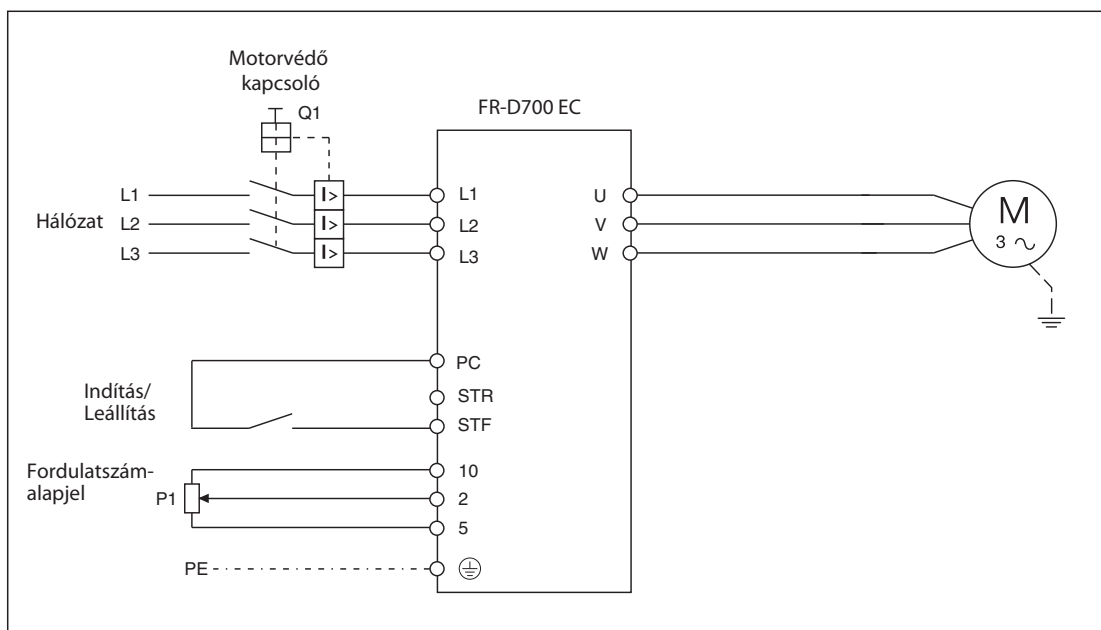 Motorvédő
kapcsoló
Q1
FR-D700 EC
L1
I>
L1
U
Hálózat
L2
I>
L2
V
M
3
L3
I>
L3
W
PC
Indítás/
Leállítás
STR
STF
Fordulatszám-
alapjel
P1
10
2
5
PE